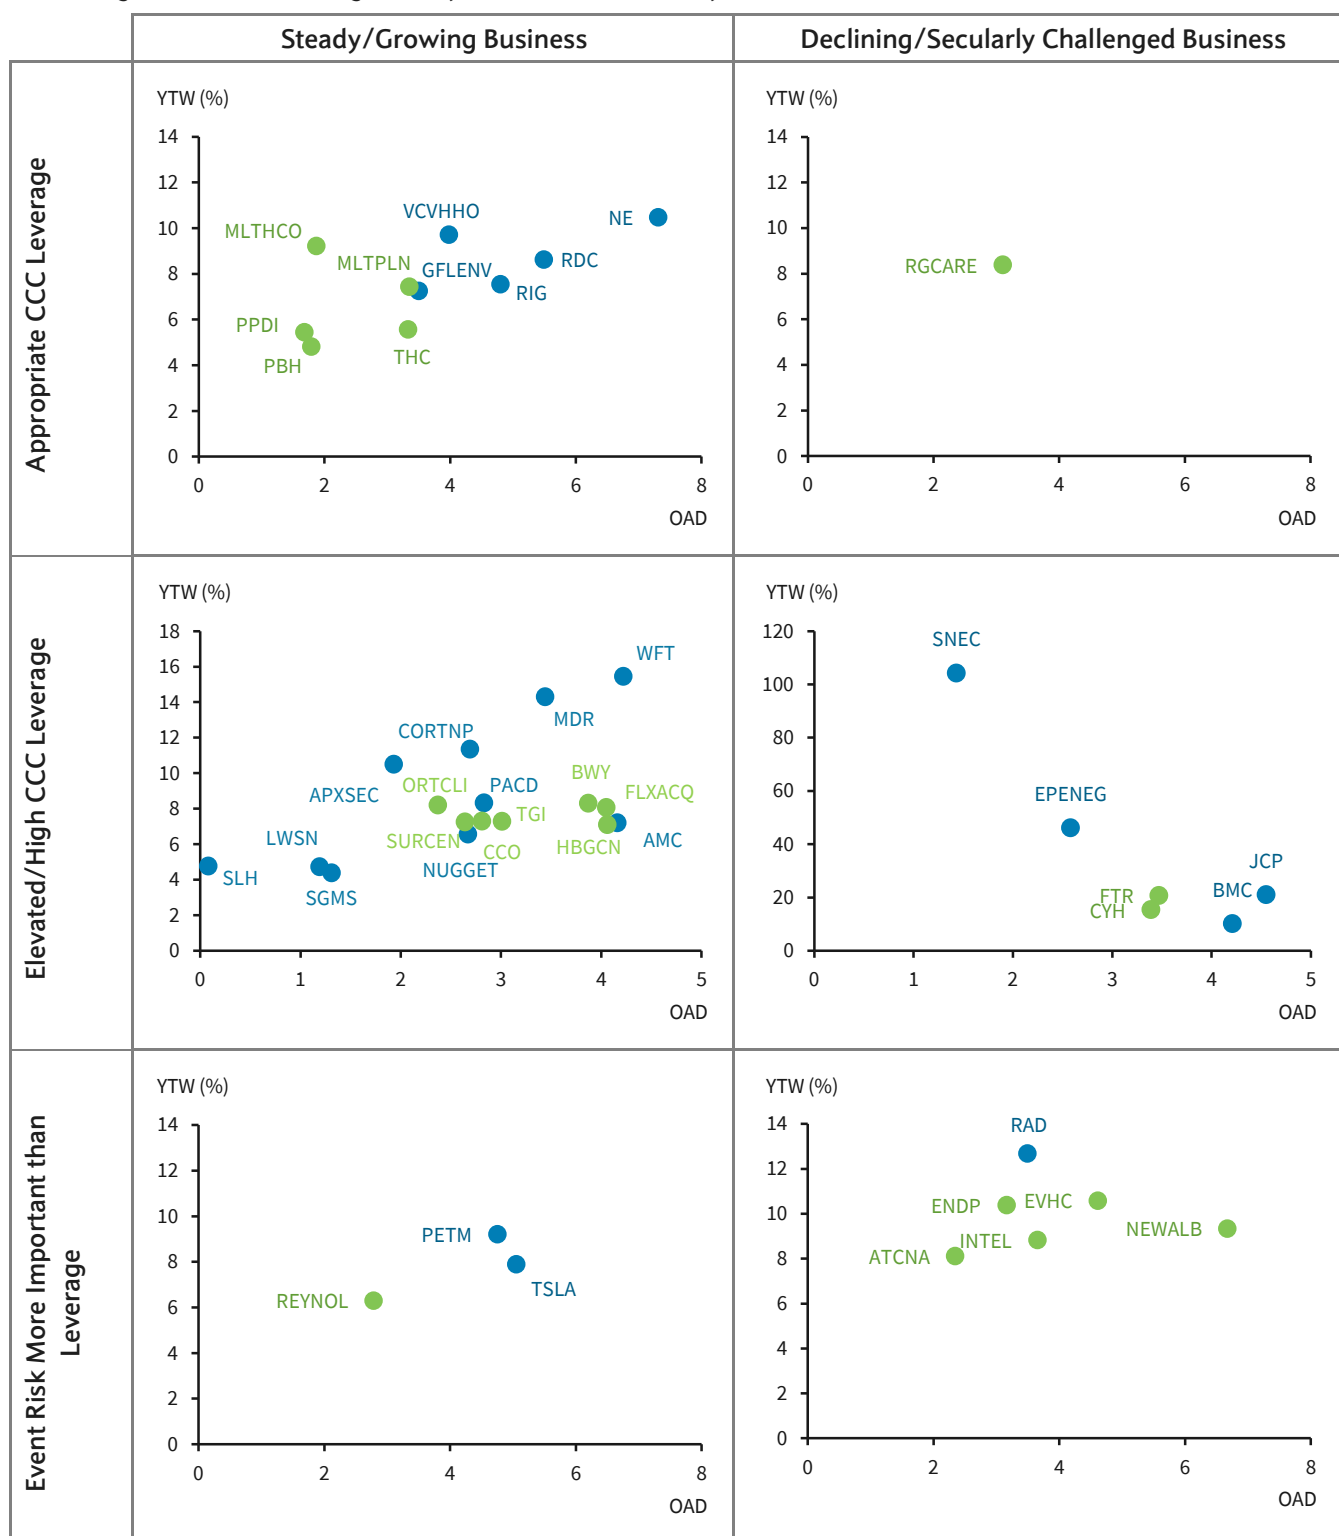 Steady/Growing Business
Declining/Secularly Challenged Business
Appropriate CCC Leverage
YTW (%)
14
12
10
8
6
4
2
0
0 2 4 6 8
OAD
MLTHCO
VCVHHO
NE
MLTPLN
GFLENV
RDC
RIG
PPDI
PBH
THC
YTW (%)
14
12
10
8
6
4
2
0
0 2 4 6 8
OAD
RGCARE
Elevated/High CCC Leverage
YTW (%)
18
16
14
12
10
8
6
4
2
0
0 1 2 3 4 5
OAD
WFT
MDR
CORTNP
APXSEC
ORTCLI
PACD
BWY
FLXACQ
TGI
LWSN
SURCEN
CCO
HBGCN
AMC
SLH
SGMS
NUGGET
YTW (%)
120
100
80
60
40
20
0
0 1 2 3 4 5
OAD
SNEC
EPENEG
JCP
BMC
FTR
CYH
Event Risk More Important than
Leverage
YTW (%)
14
12
10
8
6
4
2
0
0 2 4 6 8
OAD
PETM
TSLA
REYNOL
YTW (%)
14
12
10
8
6
4
2
0
0 2 4 6 8
OAD
RAD
ENDP
EVHC
NEWALB
INTEL
ATCNA